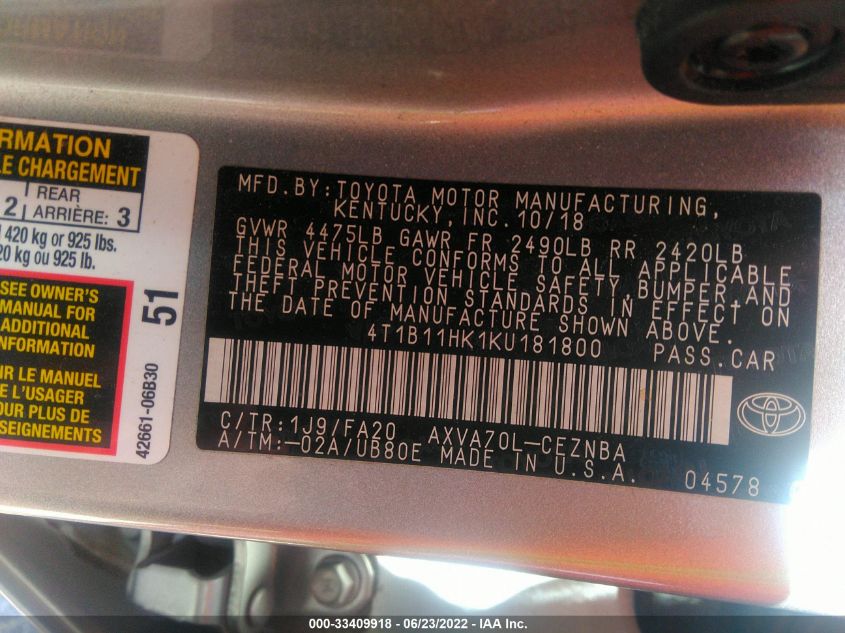 RMATION
LE CHARGEMENT
2 | REAR ARRIÈRE: 3
420 kg or 925 lbs.
20 kg ou 925 lb.
SEE OWNER'S
MANUAL FOR
ADDITIONAL
INFORMATION
IR LE MANUEL
E L'USAGER
POUR PLUS DE
SEIGNEMENTS
51
42661-06B30
MFD.BY:TOYOTA MOTOR MANUFACTURING,
KENTUCKY,INC.10/18
GVWR 4475LB GAWR FR 2490LB RR 2420LB
THIS VEHICLE CONFORMS TO ALL APPLICABLE
FEDERAL MOTOR VEHICLE SAFETY,BUMPER,AND
THEFT PREVENTION STANDARDS IN EFFECT ON
THE DATE OF MANUFACTURE SHOWN ABOVE.
4T1B11HK1KU181800 PASS.CAR
C/TR:1J9/FA20 AXVA70L-CEZNBA
A/TM:-02A/UB80E MADE IN U.S.A. 04578
000-33409918 - 06/23/2022 - IAA Inc.